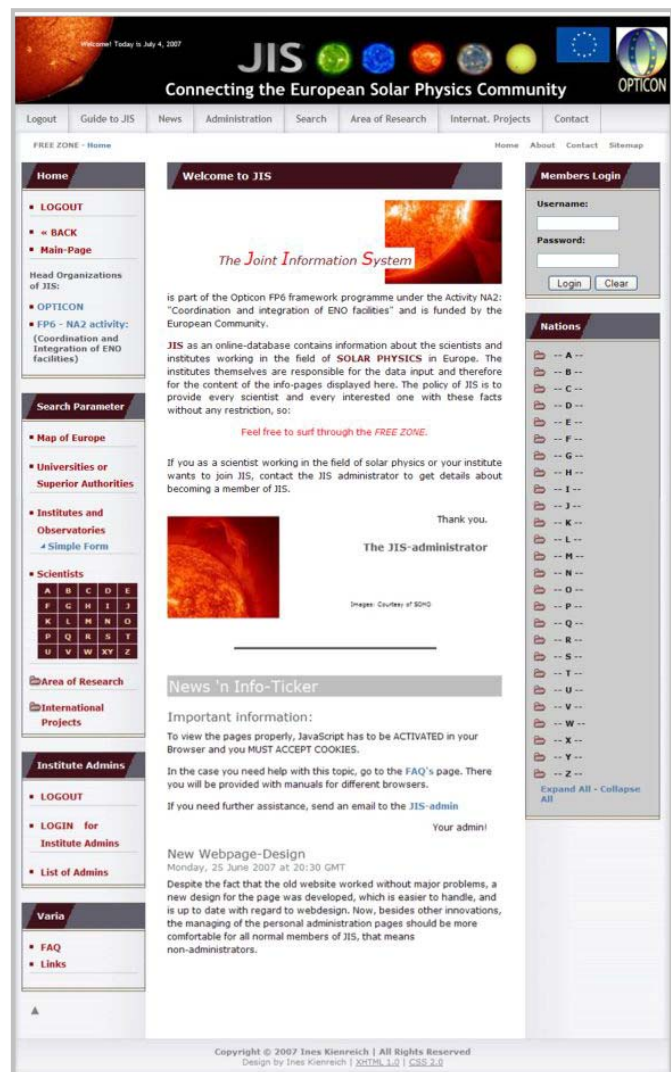 Welcome! Today is July 4, 2007
JIS
Connecting the European Solar Physics Community
OPTICON
Logout
Guide to JIS
News
Administration
Search
Area of Research
Internat. Projects
Contact
FREE ZONE - Home
Home About Contact Sitemap
Home
LOGOUT
« BACK
Main-Page
Head Organizations
of JIS:
OPTICON
FP6 - NA2 activity:
(Coordination and
Integration of ENO
facilities)
Search Parameter
Map of Europe
Universities or
Superior Authorities
Institutes and
Observatories
Simple Form
Scientists
A B C D E
F G H I J
K L M N O
P Q R S T
U V W XY Z
Area of Research
International
Projects
Institute Admins
LOGOUT
LOGIN for
Institute Admins
List of Admins
Varia
FAQ
Links
Welcome to JIS
The Joint Information System
is part of the Opticon FP6 framework programme under the Activity NA2:
"Coordination and integration of ENO facilities" and is funded by the
European Community.
JIS as an online-database contains information about the scientists and
institutes working in the field of SOLAR PHYSICS in Europe. The
institutes themselves are responsible for the data input and therefore
for the content of the info-pages displayed here. The policy of JIS is to
provide every scientist and every interested one with these facts
without any restriction, so:
Feel free to surf through the FREE ZONE.
If you as a scientist working in the field of solar physics or your institute
wants to join JIS, contact the JIS administrator to get details about
becoming a member of JIS.
Thank you.
The JIS-administrator
Images: Courtesy of SOHO
News 'n Info-Ticker
Important information:
To view the pages properly, JavaScript has to be ACTIVATED in your
Browser and you MUST ACCEPT COOKIES.
In the case you need help with this topic, go to the FAQ's page. There
you will be provided with manuals for different browsers.
If you need further assistance, send an email to the JIS-admin
Your admin!
New Webpage-Design
Monday, 25 June 2007 at 20:30 GMT
Despite the fact that the old website worked without major problems, a
new design for the page was developed, which is easier to handle, and
is up to date with regard to webdesign. Now, besides other innovations,
the managing of the personal administration pages should be more
comfortable for all normal members of JIS, that means
non-administrators.
Members Login
Username:
Password:
Login Clear
Nations
-- A --
-- B --
-- C --
-- D --
-- E --
-- F --
-- G --
-- H --
-- I --
-- J --
-- K --
-- L --
-- M --
-- N --
-- O --
-- P --
-- Q --
-- R --
-- S --
-- T --
-- U --
-- V --
-- W --
-- X --
-- Y --
-- Z --
Expand All - Collapse
All
Copyright © 2007 Ines Kienreich | All Rights Reserved
Design by Ines Kienreich | XHTML 1.0 | CSS 2.0